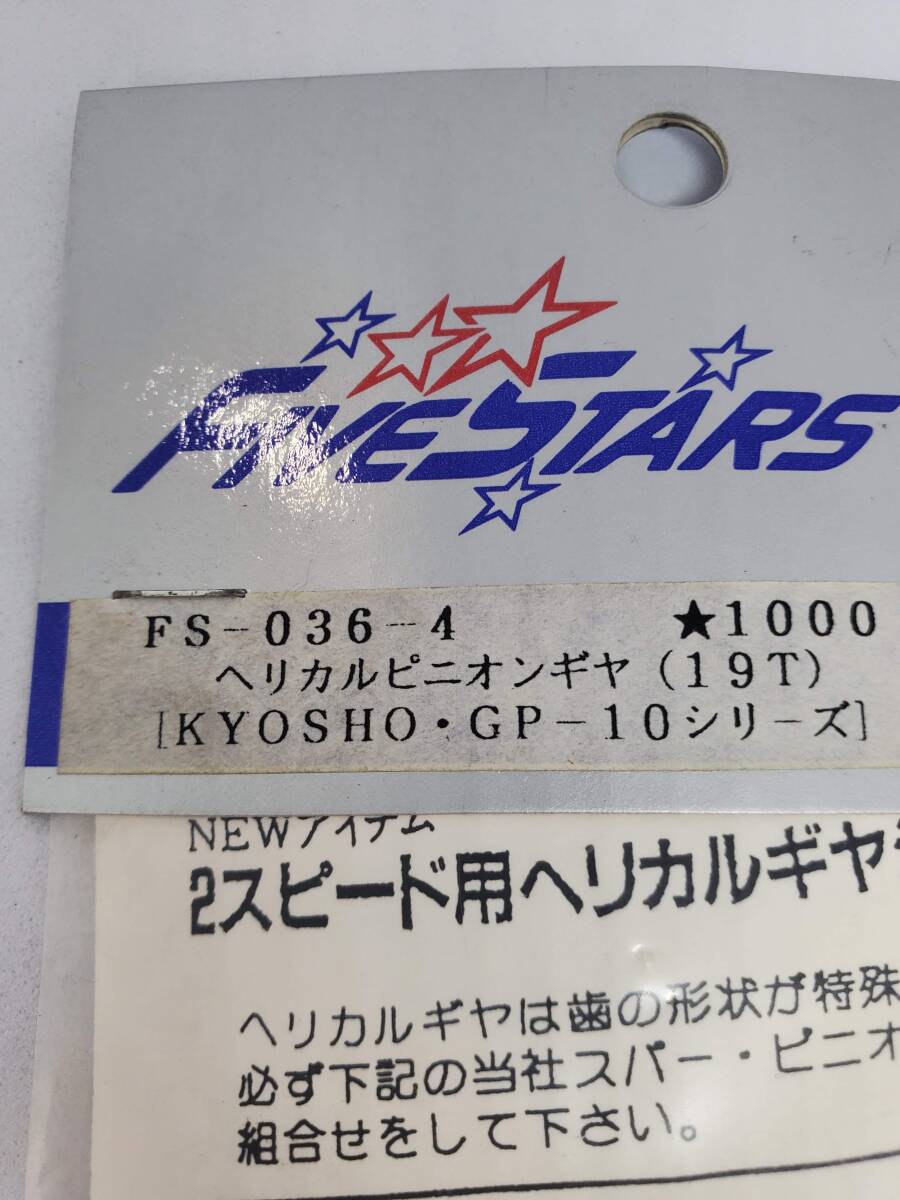 FIVESTARS
FS-036-4 ★1000
ヘリカルピニオンギヤ(19T)
[KYOSHO・GP-10シリーズ]
NEWアイテム
2スピード用ヘリカルギヤ
ヘリカルギヤは歯の形状が特殊
必ず下記の当社スパー・ピニオ
組合せをして下さい。